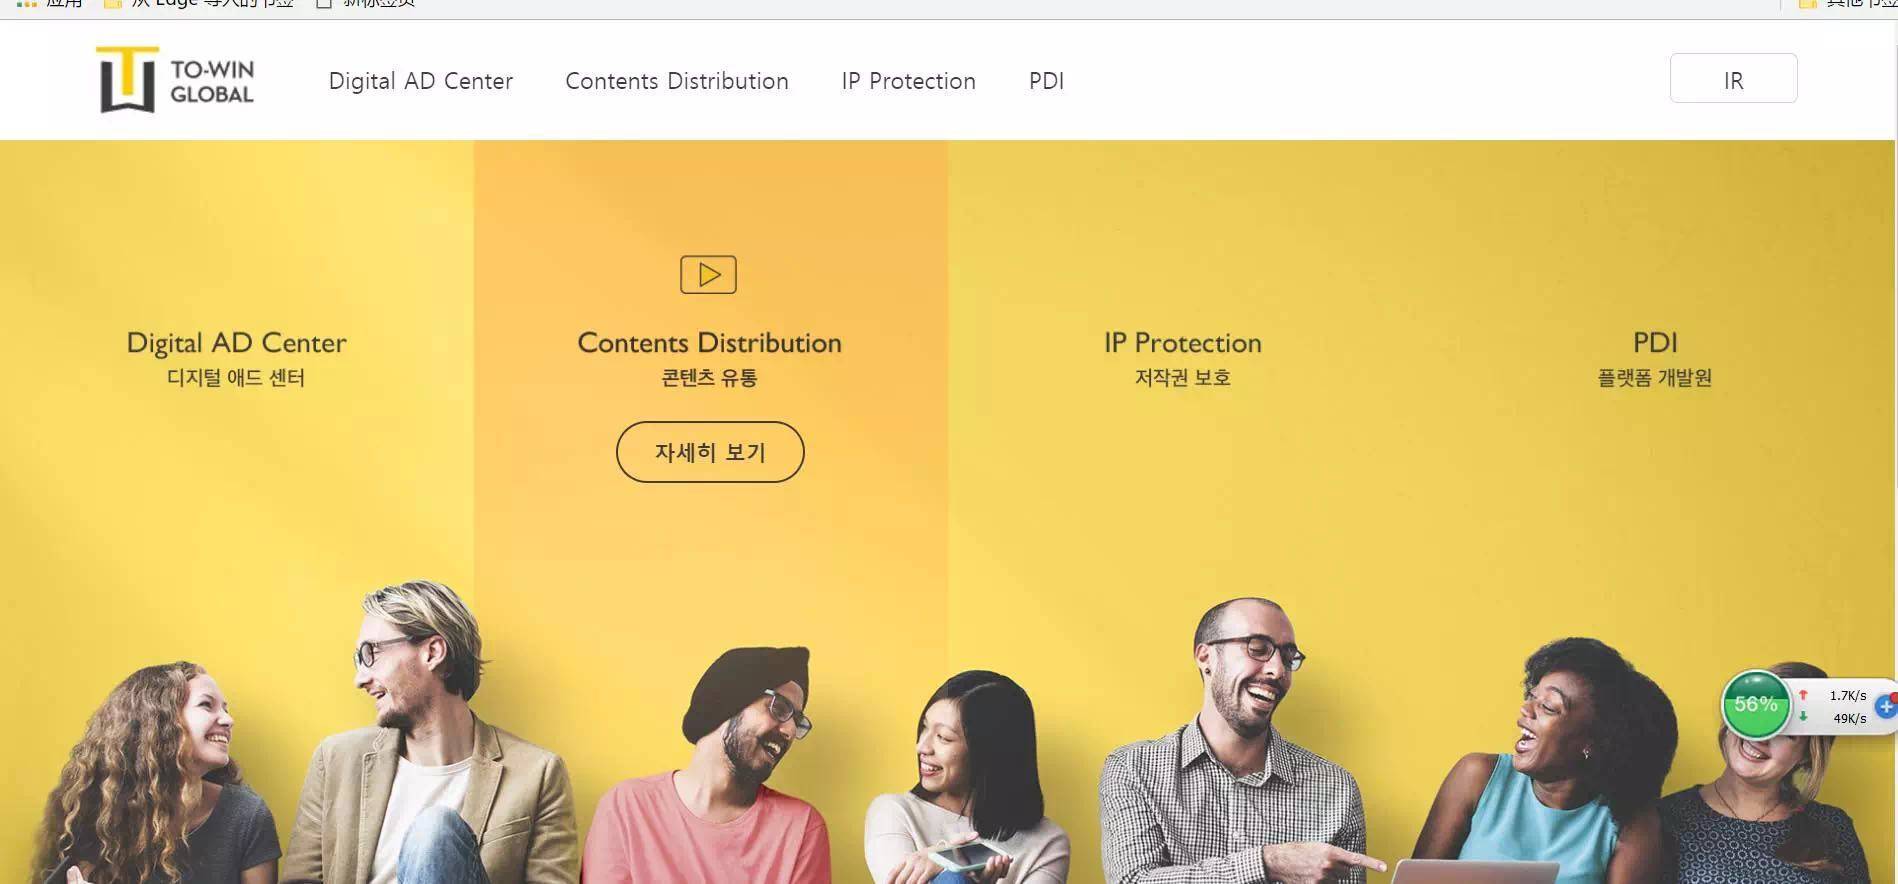 应用
从 Edge 导入的书签
新标签页
其他书签
TO-WIN
GLOBAL
Digital AD Center
Contents Distribution
IP Protection
PDI
IR
Digital AD Center
디지털 애드 센터
Contents Distribution
콘텐츠 유통
자세히 보기
IP Protection
저작권 보호
PDI
플랫폼 개발원
56%
1.7K/s
49K/s